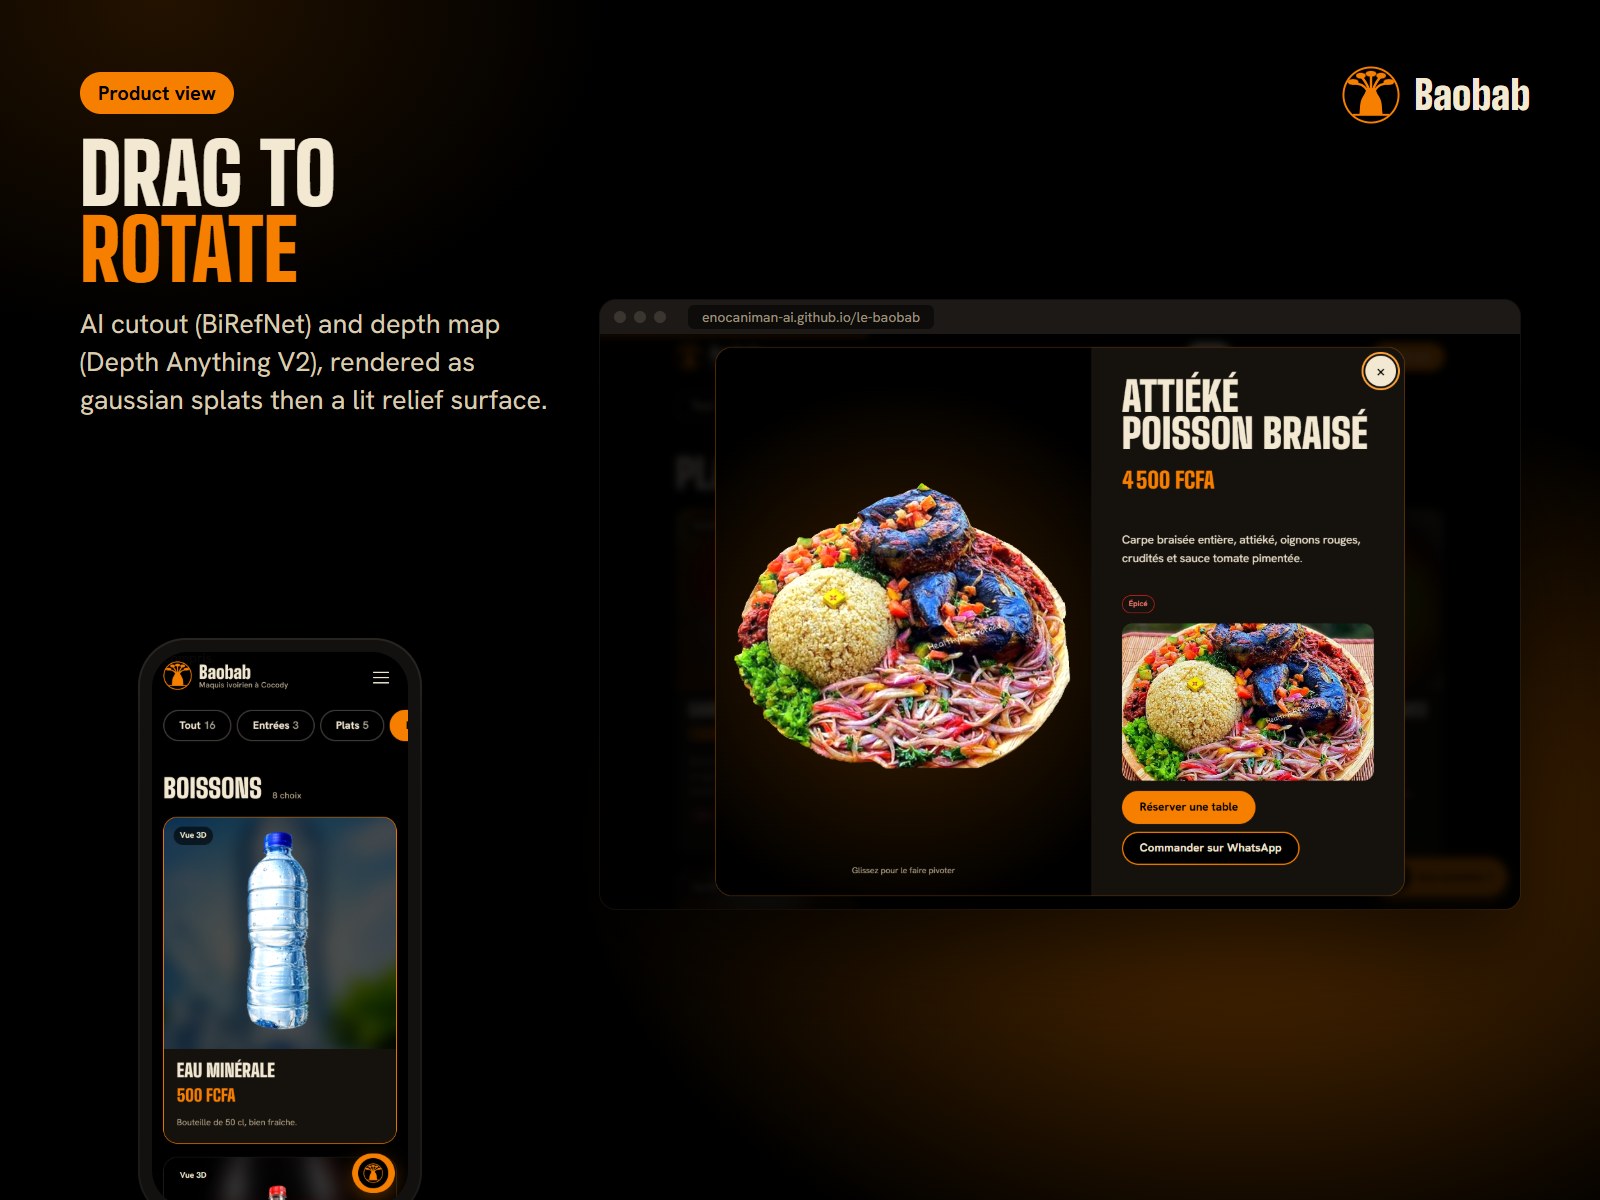 Product view
Baobab
DRAG TO
ROTATE
AI cutout (BiRefNet) and depth map
(Depth Anything V2), rendered as
gaussian splats then a lit relief surface.
enocaniman-ai.github.io/le-baobab
×
ATTIÉKÉ
POISSON BRAISÉ
4 500 FCFA
Carpe braisée entière, attiéké, oignons rouges,
crudités et sauce tomate pimentée.
Épicé
Réserver une table
Commander sur WhatsApp
Glissez pour le faire pivoter
Baobab
Maquis ivoirien à Cocody
Tout 16
Entrées 3
Plats 5
BOISSONS
8 choix
Vue 3D
EAU MINÉRALE
500 FCFA
Bouteille de 50 cl, bien fraîche.
Vue 3D